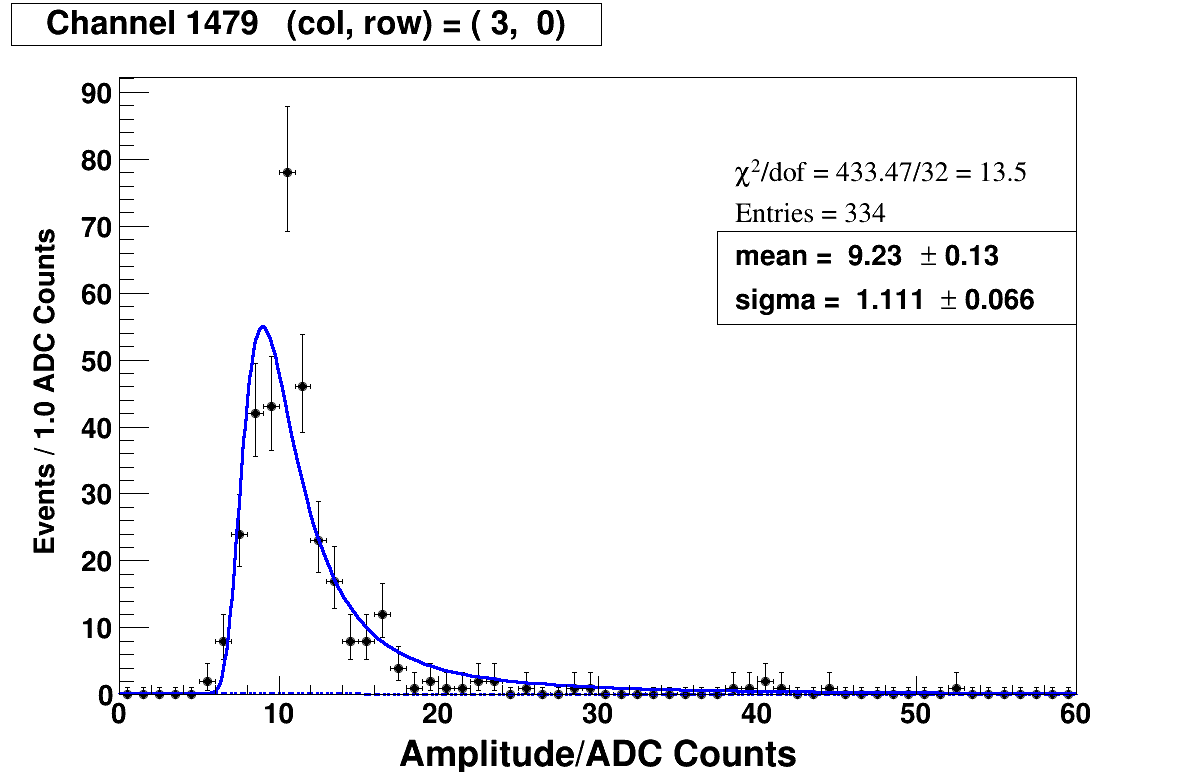 Channel 1479 (col, row) = ( 3, 0)
90
80
70
60
50
40
30
20
10
0
Events / 1.0 ADC Counts
χ²/dof = 433.47/32 = 13.5
Entries = 334
mean = 9.23 ± 0.13
sigma = 1.111 ± 0.066
0 10 20 30 40 50 60
Amplitude/ADC Counts